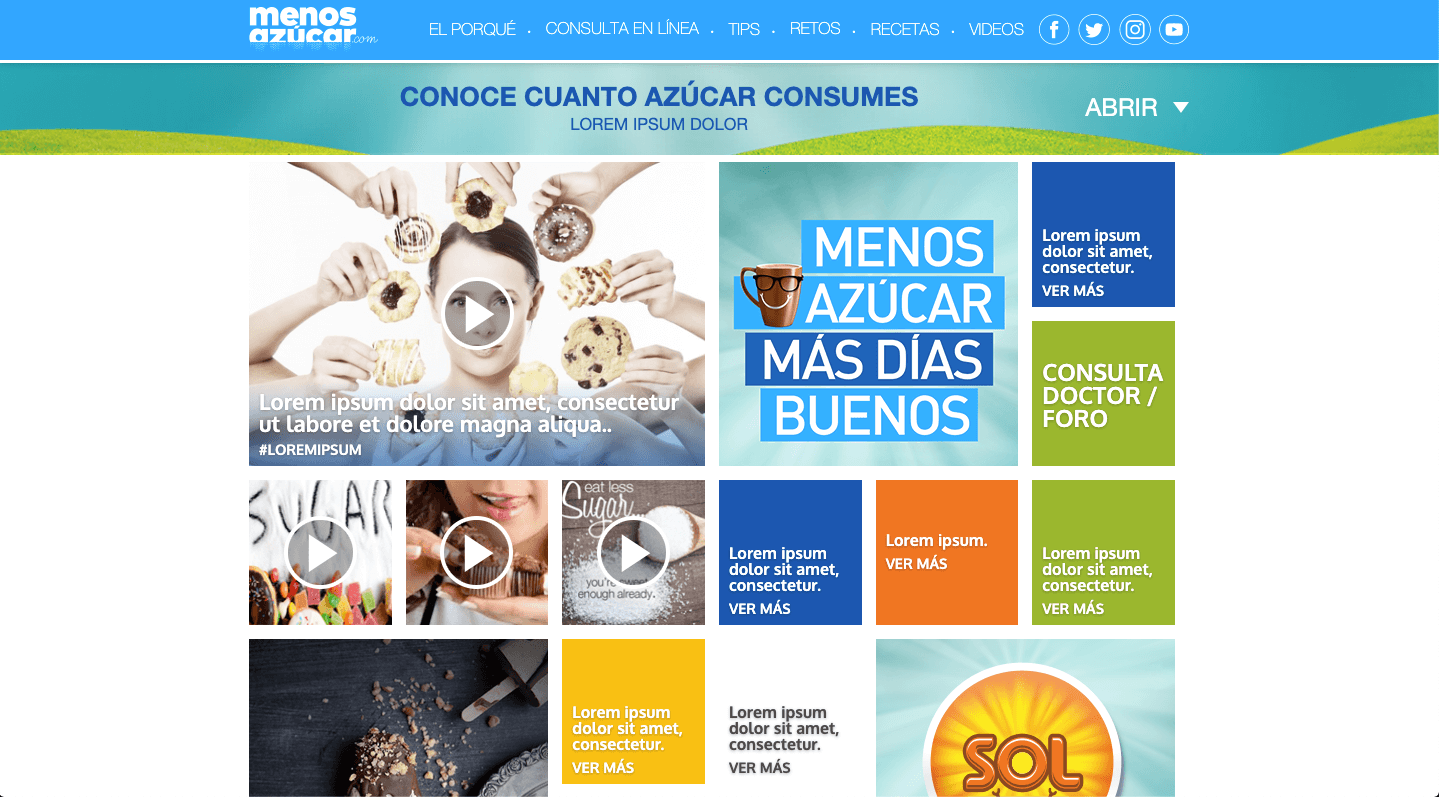 menos
azúcar.com
EL PORQUÉ · CONSULTA EN LÍNEA · TIPS · RETOS · RECETAS · VIDEOS
CONOCE CUANTO AZÚCAR CONSUMES
LOREM IPSUM DOLOR
ABRIR
Lorem ipsum dolor sit amet, consectetur
ut labore et dolore magna aliqua..
#LOREMIPSUM
MENOS
AZÚCAR
MÁS DÍAS
BUENOS
Lorem ipsum
dolor sit amet,
consectetur.
VER MÁS
CONSULTA
DOCTOR /
FORO
SUGAR
eat less
Sugar...
you're sweet
enough already.
Lorem ipsum
dolor sit amet,
consectetur.
VER MÁS
Lorem ipsum.
VER MÁS
Lorem ipsum
dolor sit amet,
consectetur.
VER MÁS
Lorem ipsum
dolor sit amet,
consectetur.
VER MÁS
Lorem ipsum
dolor sit amet,
consectetur.
VER MÁS
SOL